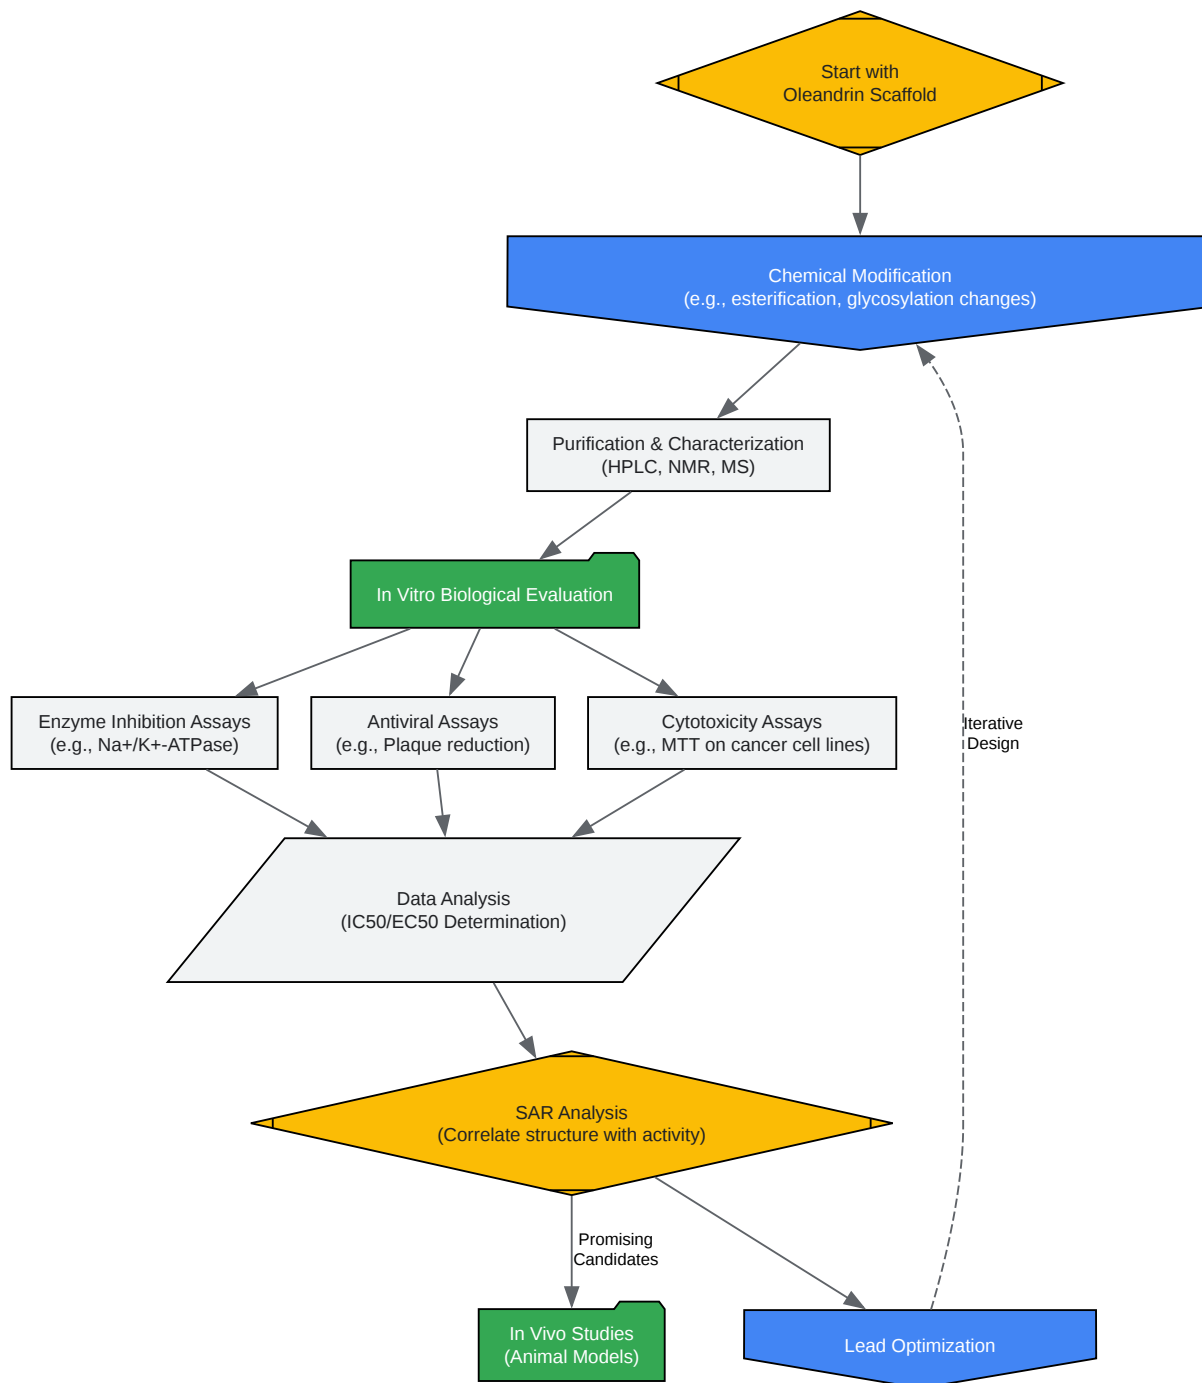 Start with
Oleandrin Scaffold
Chemical Modification
(e.g., esterification, glycosylation changes)
Purification & Characterization
(HPLC, NMR, MS)
In Vitro Biological Evaluation
Enzyme Inhibition Assays
(e.g., Na+/K+-ATPase)
Antiviral Assays
(e.g., Plaque reduction)
Cytotoxicity Assays
(e.g., MTT on cancer cell lines)
Iterative
Design
Data Analysis
(IC50/EC50 Determination)
SAR Analysis
(Correlate structure with activity)
Promising
Candidates
In Vivo Studies
(Animal Models)
Lead Optimization